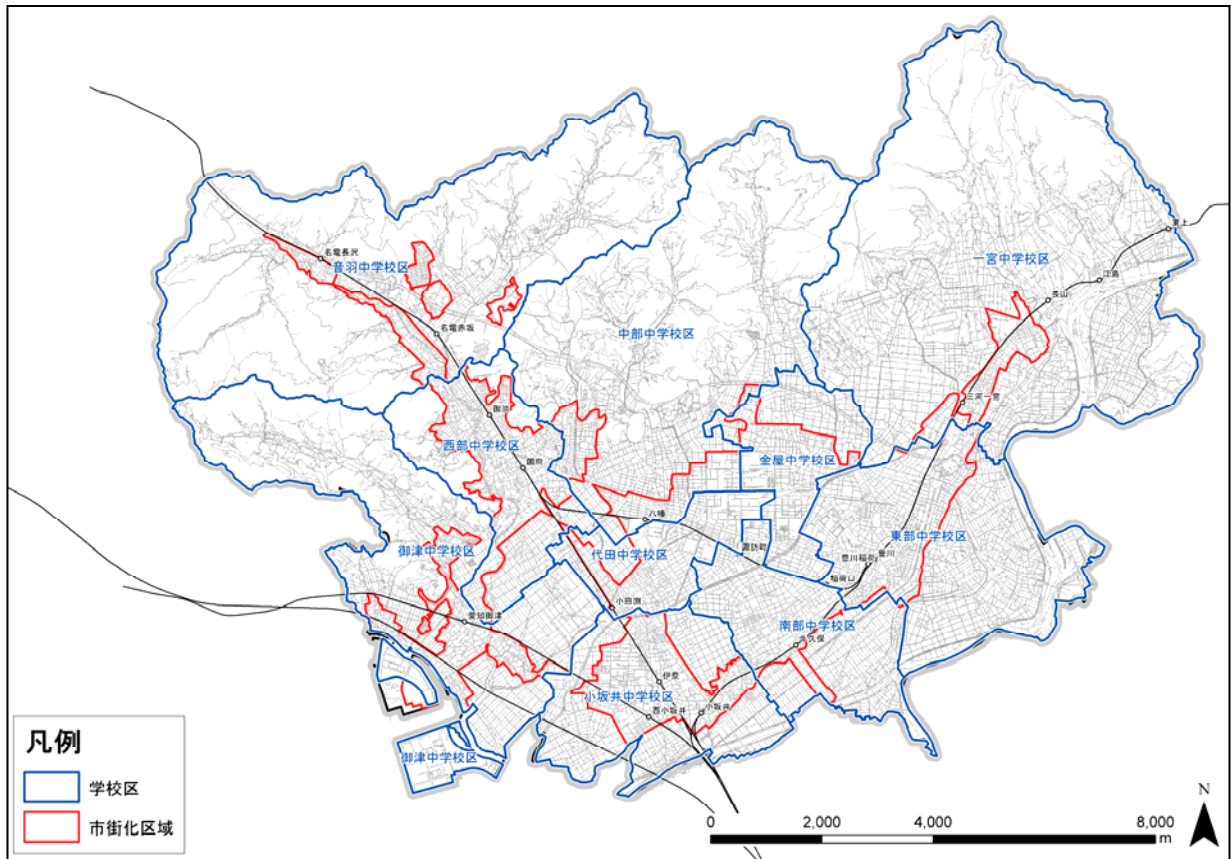 東上
一宮中学校区
名電長沢
音羽中学校区
江島
長山
名電赤坂
中部中学校区
三河一宮
御油
西部中学校区
国府
金屋中学校区
八幡
東部中学校区
御津中学校区
代田中学校区
諏訪町
豊川稲荷
豊川
稲荷口
小田渕
愛知御津
南部中学校区
牛久保
伊奈
小坂井中学校区
西小坂井
小坂井
御津中学校区
凡例
学校区
市街化区域
N
0 2,000 4,000 8,000
m